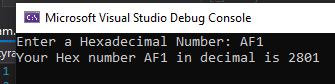 Microsoft Visual Studio Debug Console
Enter a Hexadecimal Number: AF1
Your Hex number AF1 in decimal is 2801